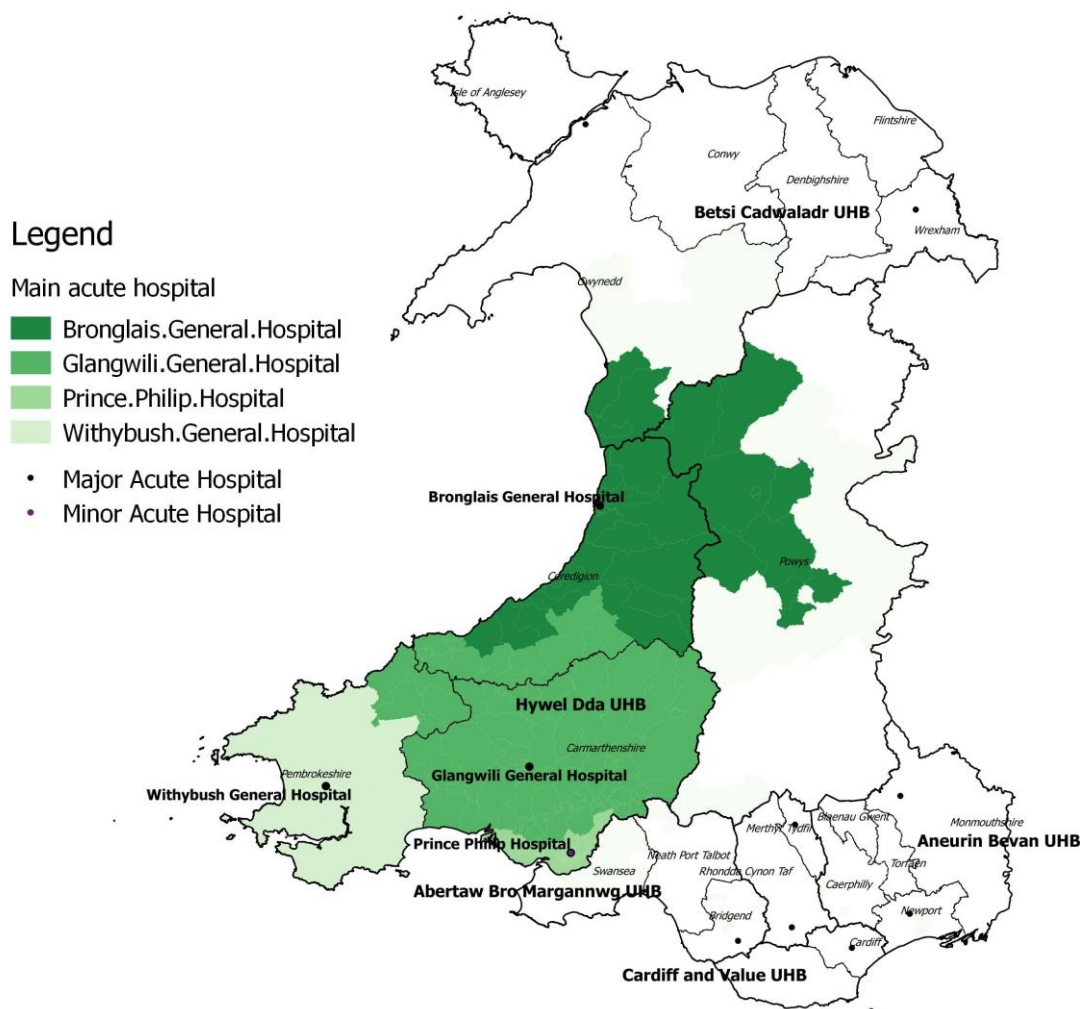 Isle of Anglesey
Flintshire
Conwy
Denbighshire
Betsi Cadwaladr UHB
Wrexham
Legend
Main acute hospital
Bronglais.General.Hospital
Glangwili.General.Hospital
Prince.Philip.Hospital
Withybush.General.Hospital
Major Acute Hospital
Minor Acute Hospital
Gwynedd
Bronglais General Hospital
Powys
Ceredigion
Hywel Dda UHB
Carmarthenshire
Pembrokeshire
Glangwili General Hospital
Withybush General Hospital
Blaenau Gwent
Merthyr Tydfil
Monmouthshire
Aneurin Bevan UHB
Prince Philip Hospital
Neath Port Talbot
Torfaen
Swansea
Rhondda Cynon Taf
Caerphilly
Abertaw Bro Margannwg UHB
Bridgend
Newport
Cardiff
Cardiff and Value UHB